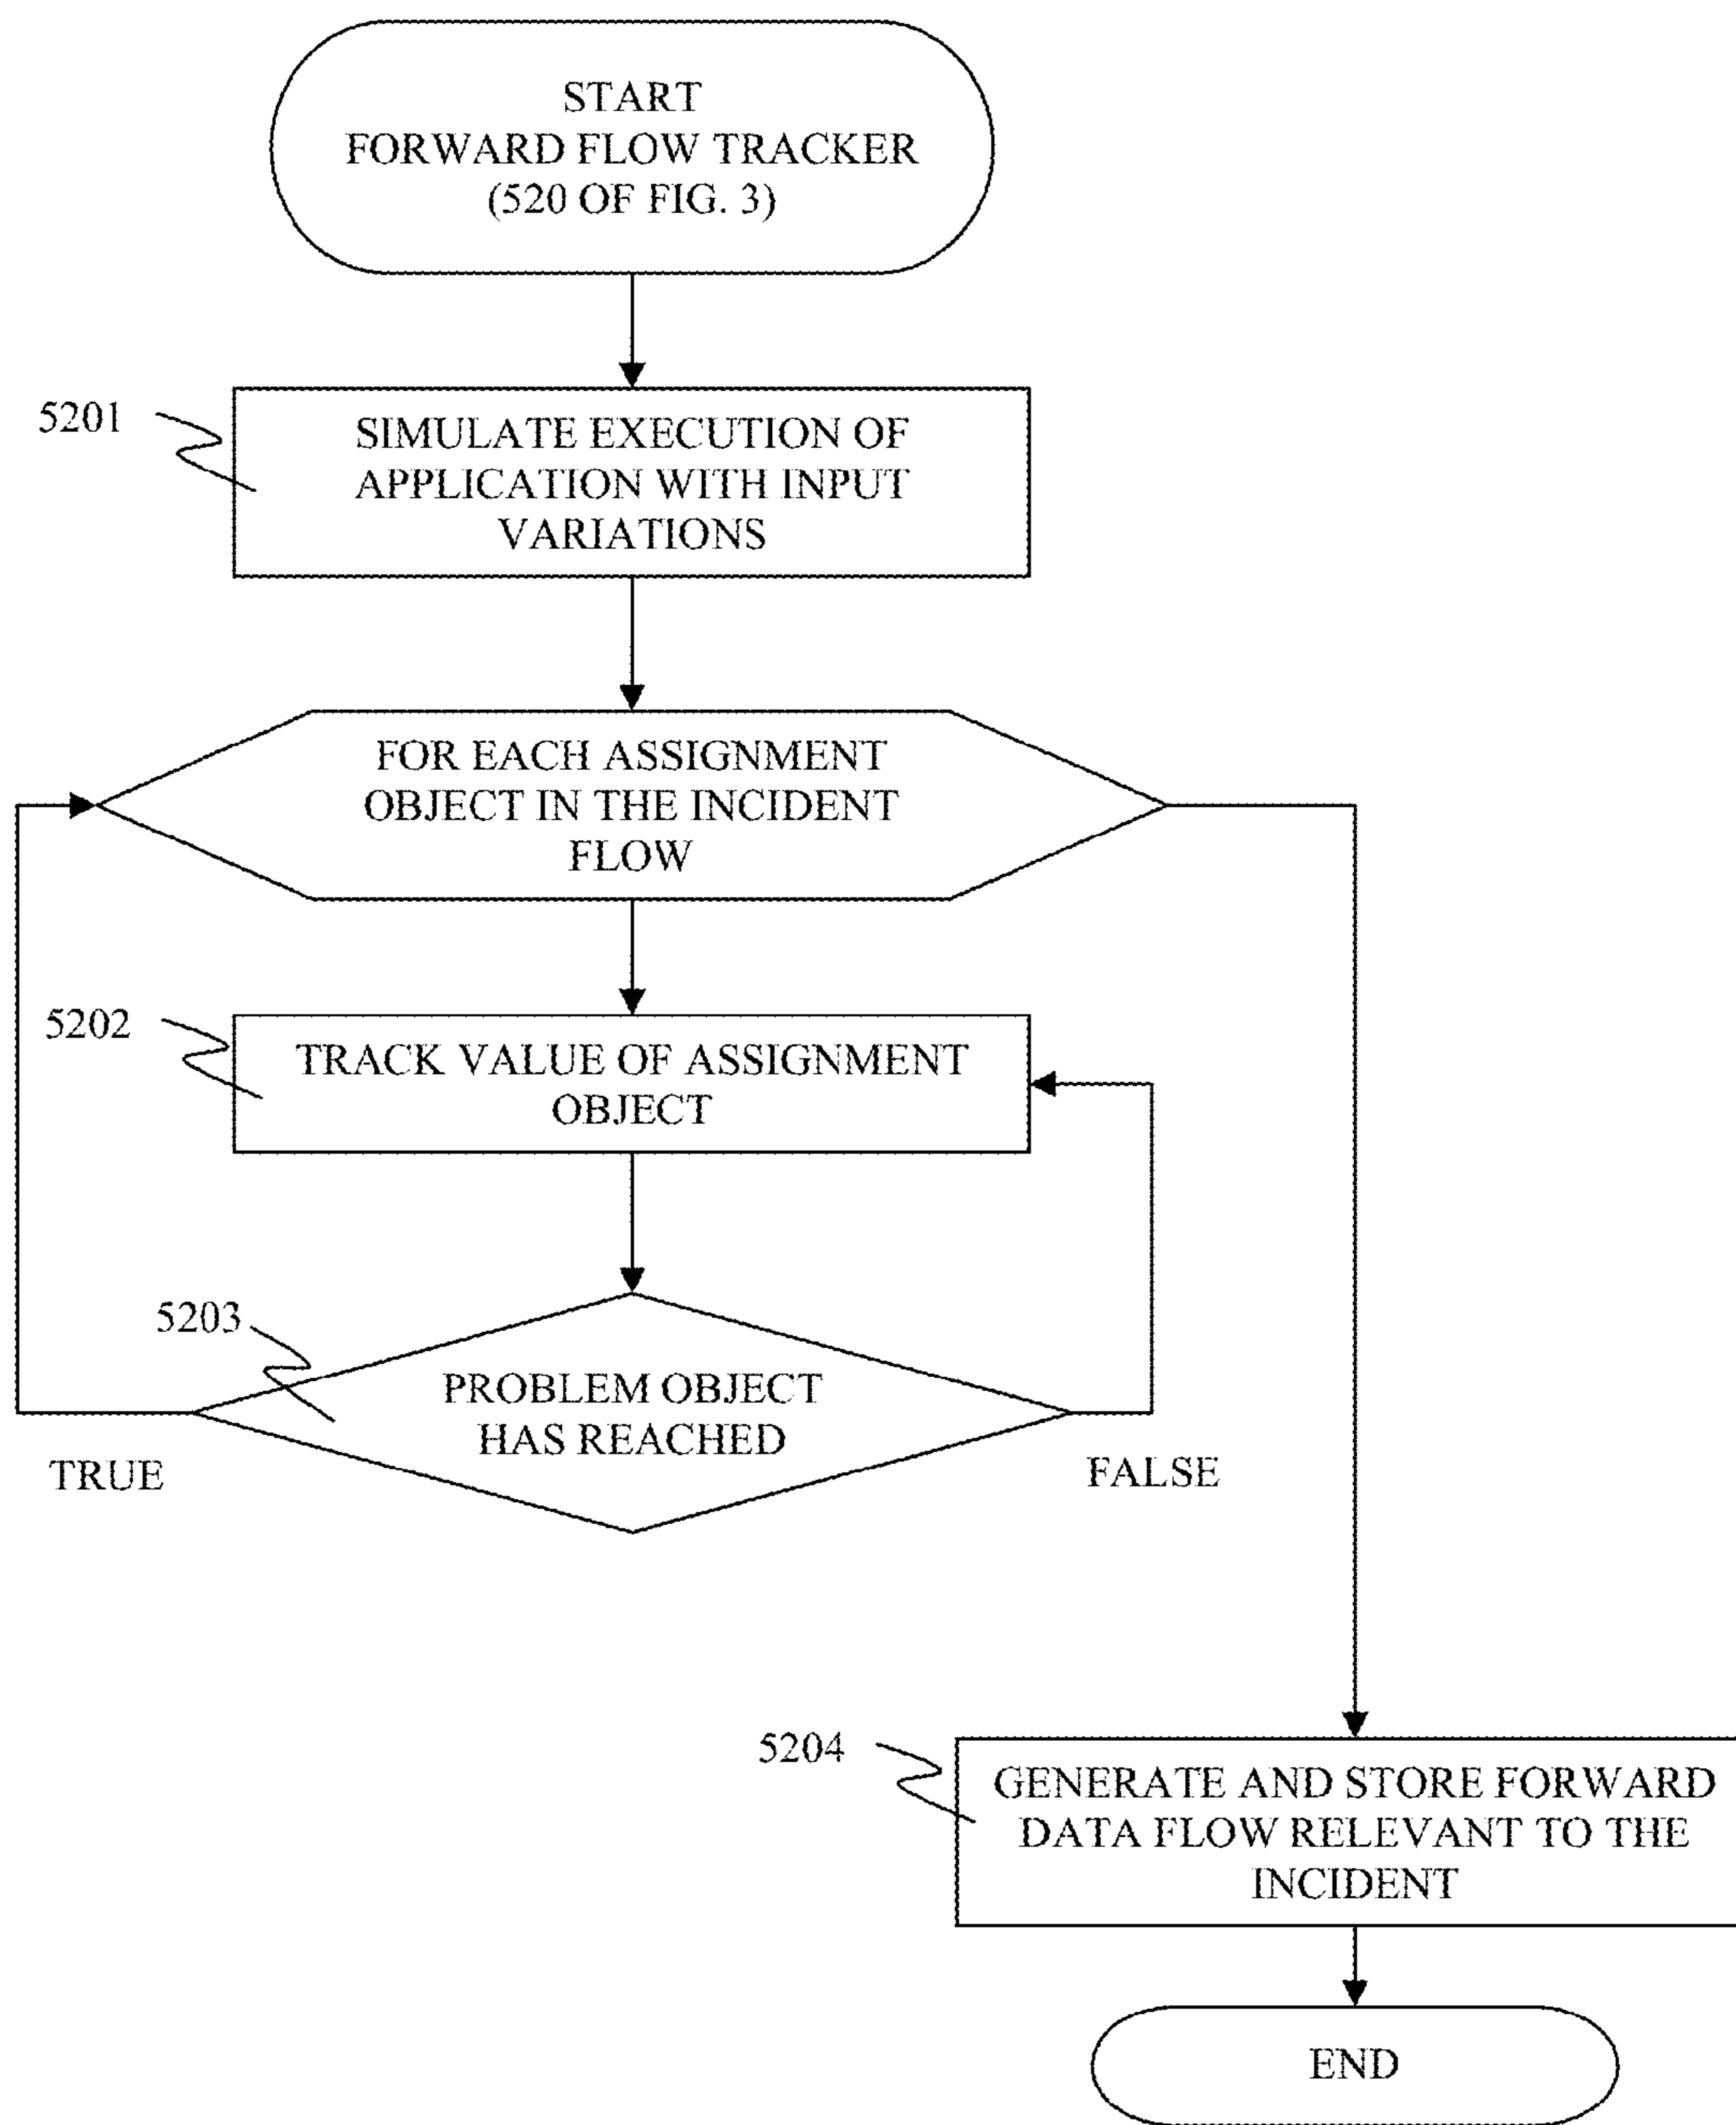 START
FORWARD FLOW TRACKER
(520 OF FIG. 3)
5201
SIMULATE EXECUTION OF
APPLICATION WITH INPUT
VARIATIONS
FOR EACH ASSIGNMENT
OBJECT IN THE INCIDENT
FLOW
5202
TRACK VALUE OF ASSIGNMENT
OBJECT
5203
PROBLEM OBJECT
HAS REACHED
TRUE
FALSE
5204
GENERATE AND STORE FORWARD
DATA FLOW RELEVANT TO THE
INCIDENT
END